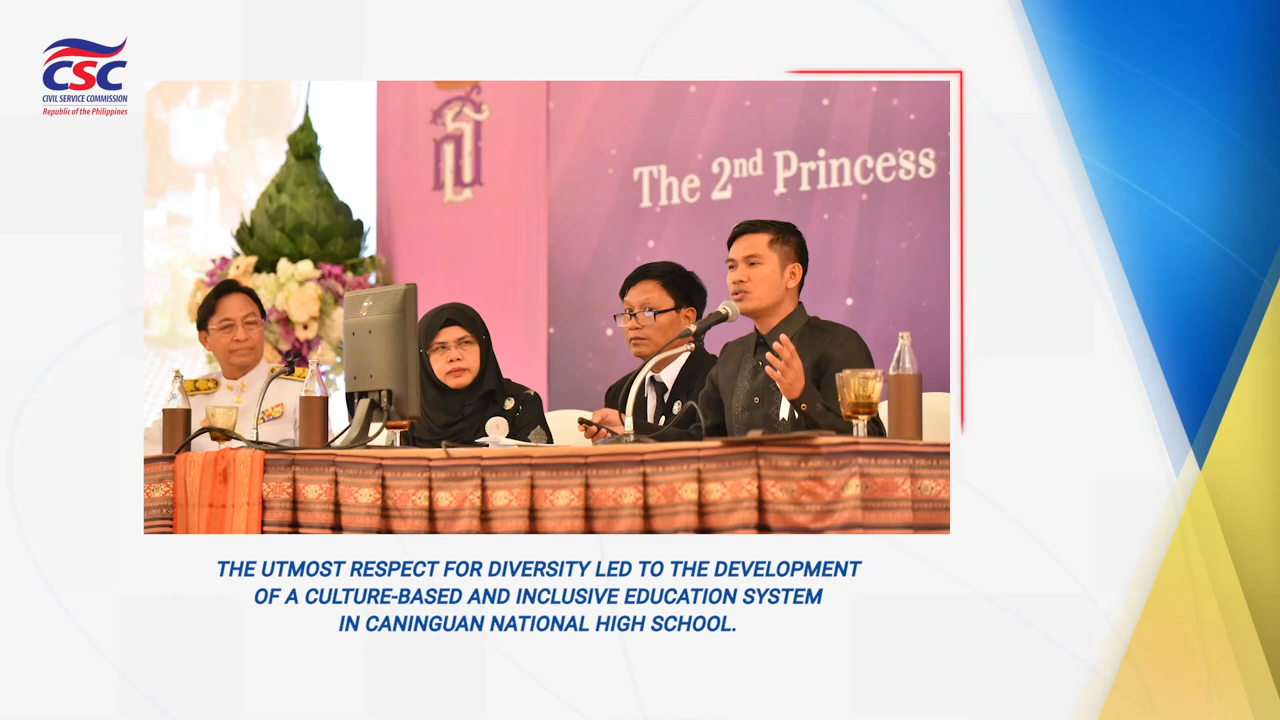 CSC
CIVIL SERVICE COMMISSION
Republic of the Philippines
The 2nd Princess
THE UTMOST RESPECT FOR DIVERSITY LED TO THE DEVELOPMENT
OF A CULTURE-BASED AND INCLUSIVE EDUCATION SYSTEM
IN CANINGUAN NATIONAL HIGH SCHOOL.